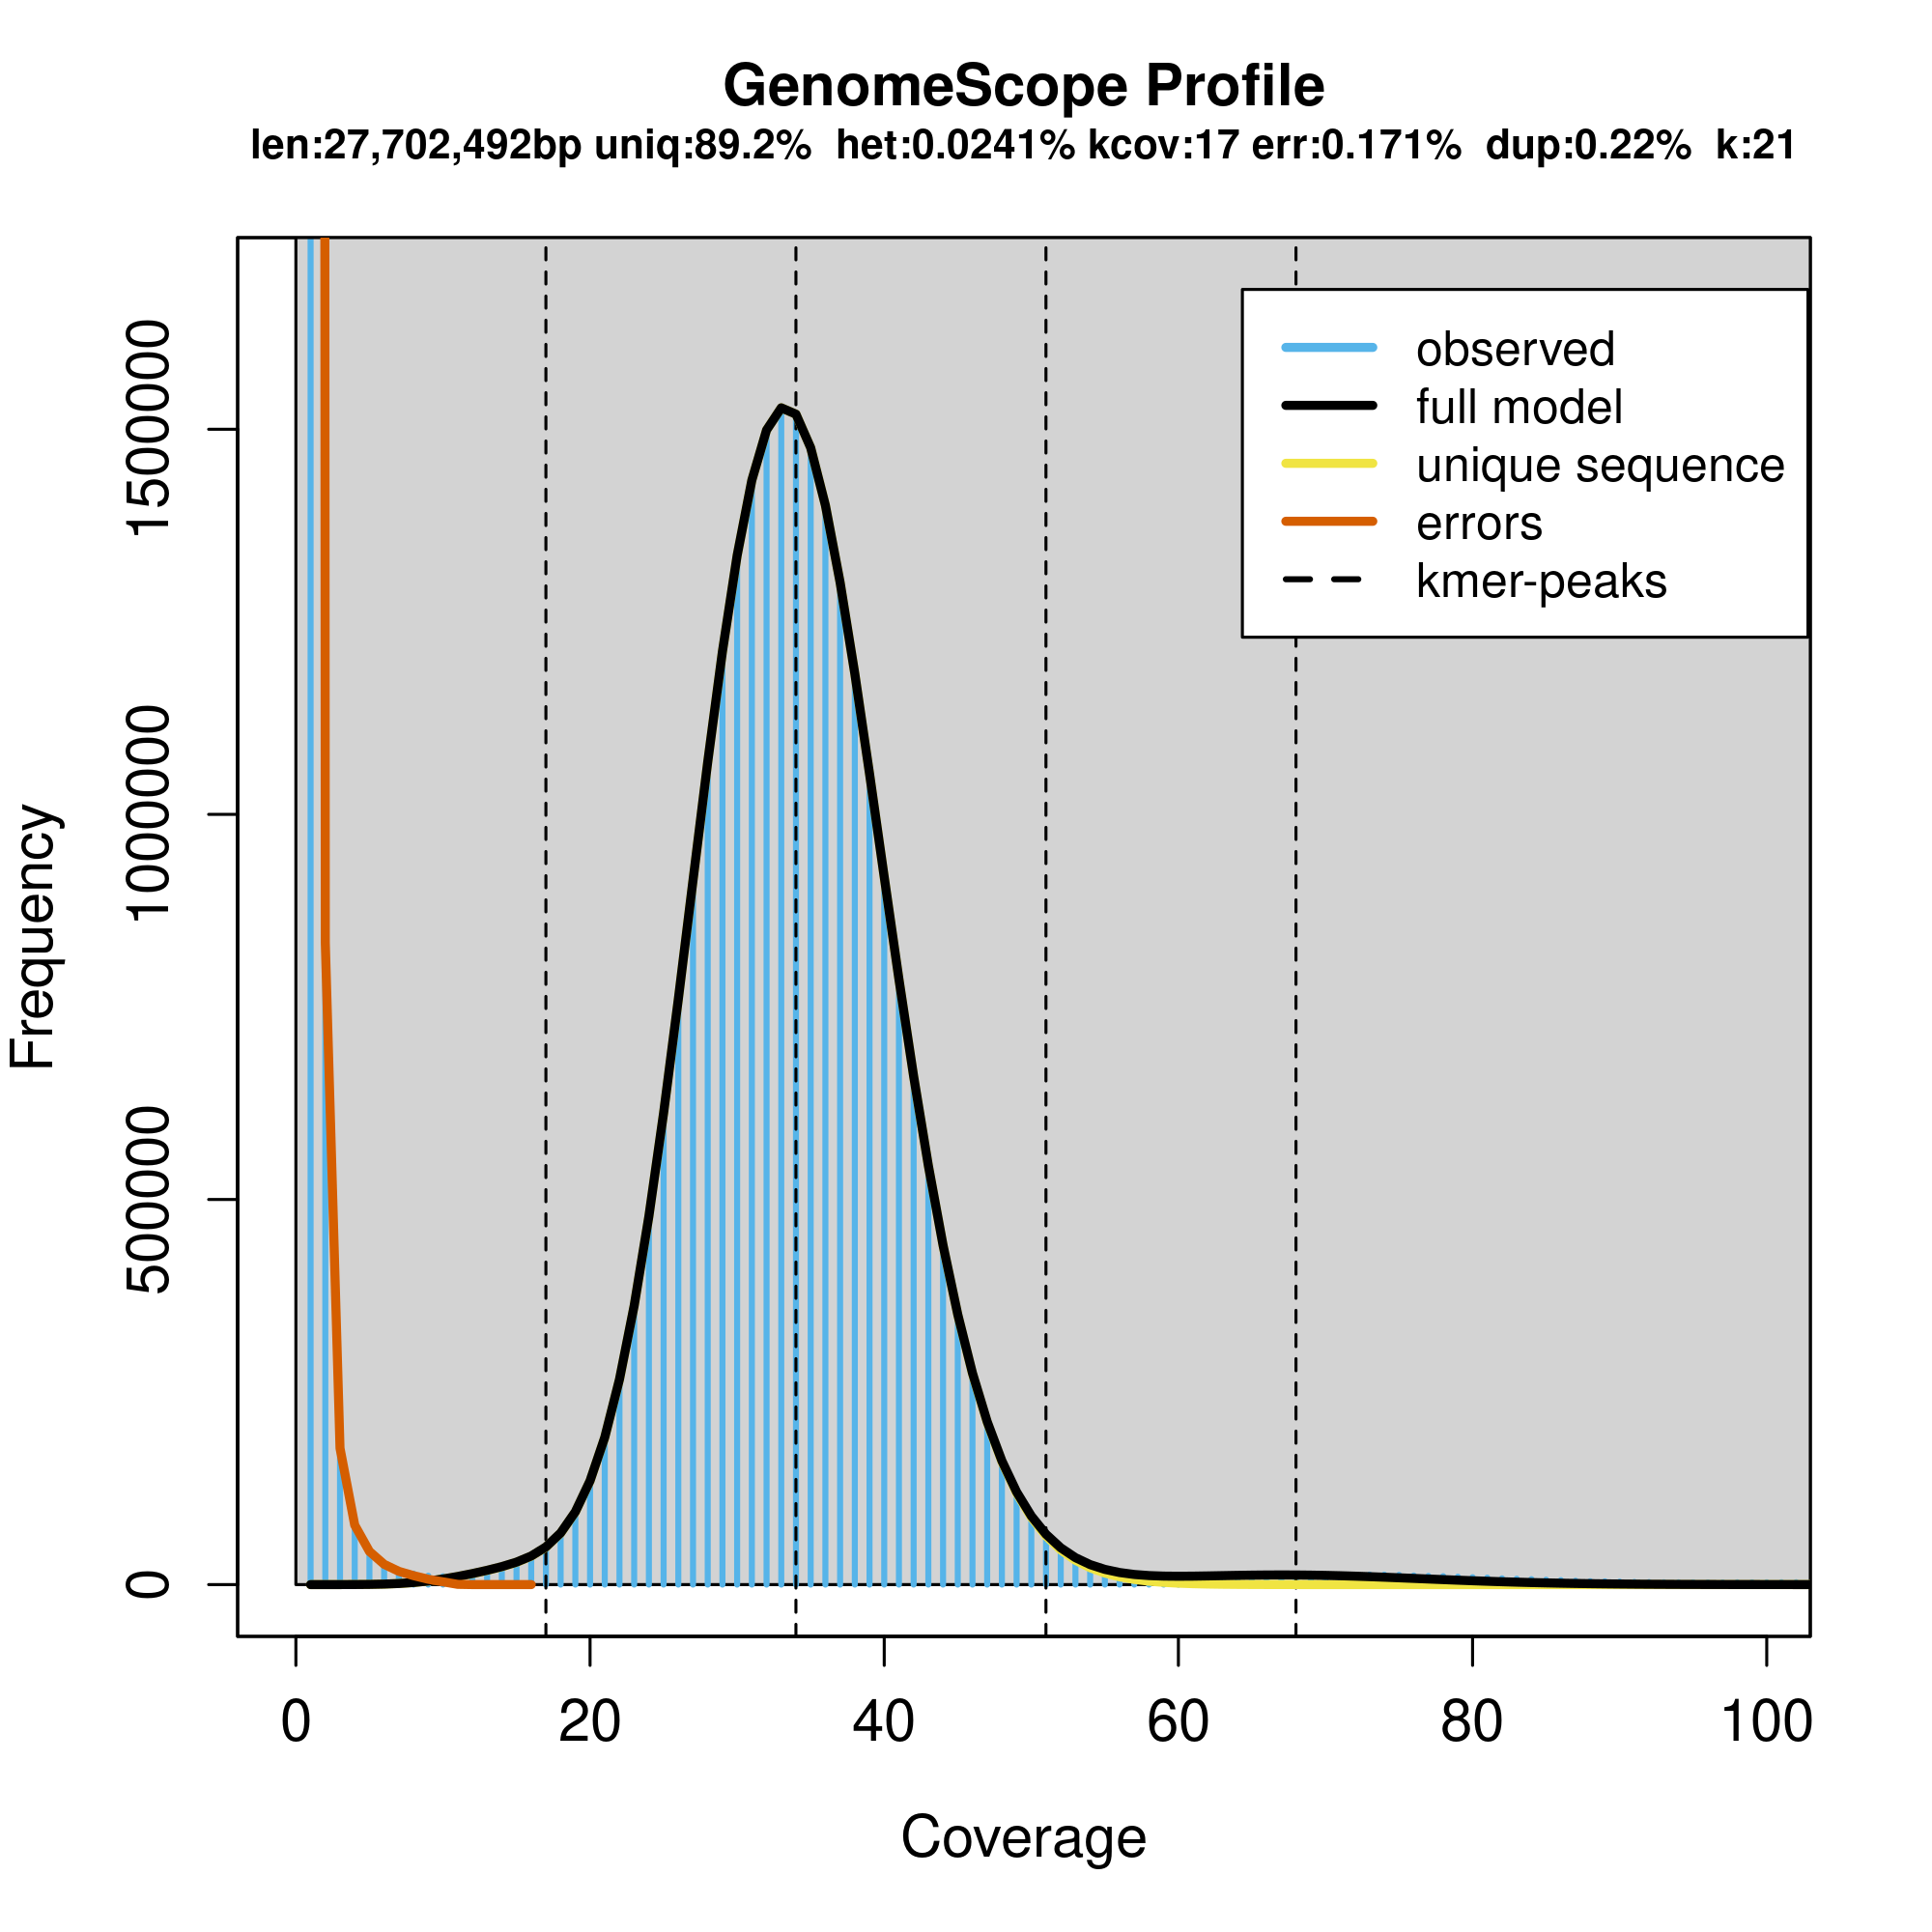 GenomeScope Profile
len:27,702,492bp uniq:89.2% het:0.0241% kcov:17 err:0.171% dup:0.22% k:21
observed
full model
unique sequence
errors
kmer-peaks
Frequency
1500000
1000000
500000
0
0 20 40 60 80 100
Coverage